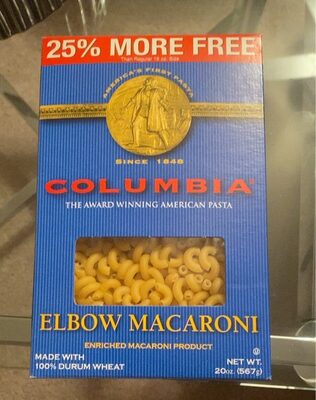 25% MORE FREE
Than Regular 16 oz. Size
AMERICA'S FIRST PASTA
SINCE 1848
COLUMBIA
THE AWARD WINNING AMERICAN PASTA
ELBOW MACARONI
ENRICHED MACARONI PRODUCT
MADE WITH
100% DURUM WHEAT
U
NET WT.
20oz. (567g)